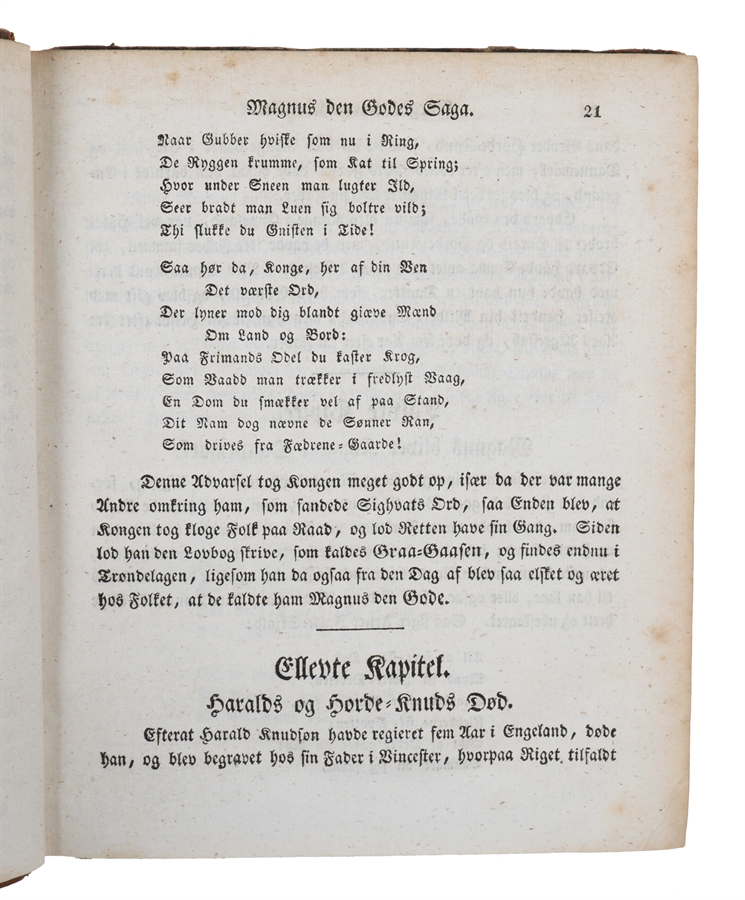 Magnus den Godes Saga. 21
Naar Gubber hviske som nu i Ring,
De Ryggen krumme, som Kat til Spring;
Hvor under Sneen man lugter Ild,
Seer bradt man Luen sig boltre vild;
Thi slukke du Gnisten i Tide!
Saa hør da, Konge, her af din Ven
Det værste Ord,
Der lyner mod dig blandt giæve Mænd
Om Land og Bord:
Paa Frimands Odel du kaster Krog,
Som Vaadd man trækker i fredlyst Vaag,
En Dom du smækker vel af paa Stand,
Dit Nam dog nævne de Sønner Ran,
Som drives fra Fædrene-Gaarde!
Denne Advarsel tog Kongen meget godt op, især da der var mange
Andre omkring ham, som sandede Sighvats Ord, saa Enden blev, at
Kongen tog kloge Folk paa Raad, og lod Retten have sin Gang. Siden
lod han den Lovbog skrive, som kaldes Graa-Gaasen, og findes endnu i
Trøndelagen, ligesom han da ogsaa fra den Dag af blev saa elsket og æret
hos Folket, at de kaldte ham Magnus den Gode.
Ellevte Kapitel.
Haralds og Horde-Knuds Død.
Efterat Harald Knudsøn havde regieret fem Aar i Engeland, døde
han, og blev begravet hos sin Fader i Vincester, hvorpaa Riget tilfaldt